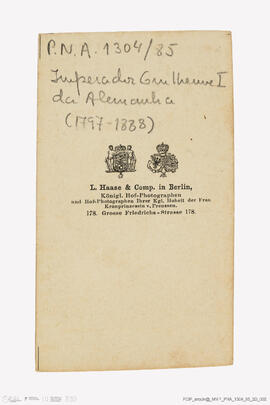 P.N.A. 1304/85
Imperador Guilherme I
da Alemanha
(1797-1888)
L. Haase & Comp. in Berlin,
Königl. Hof-Photographen
und Hof-Photographen Ihrer Kgl. Hoheit der Frau
Kronprinzessin v. Preussen.
178. Grosse Friedrichs-Strasse 178.